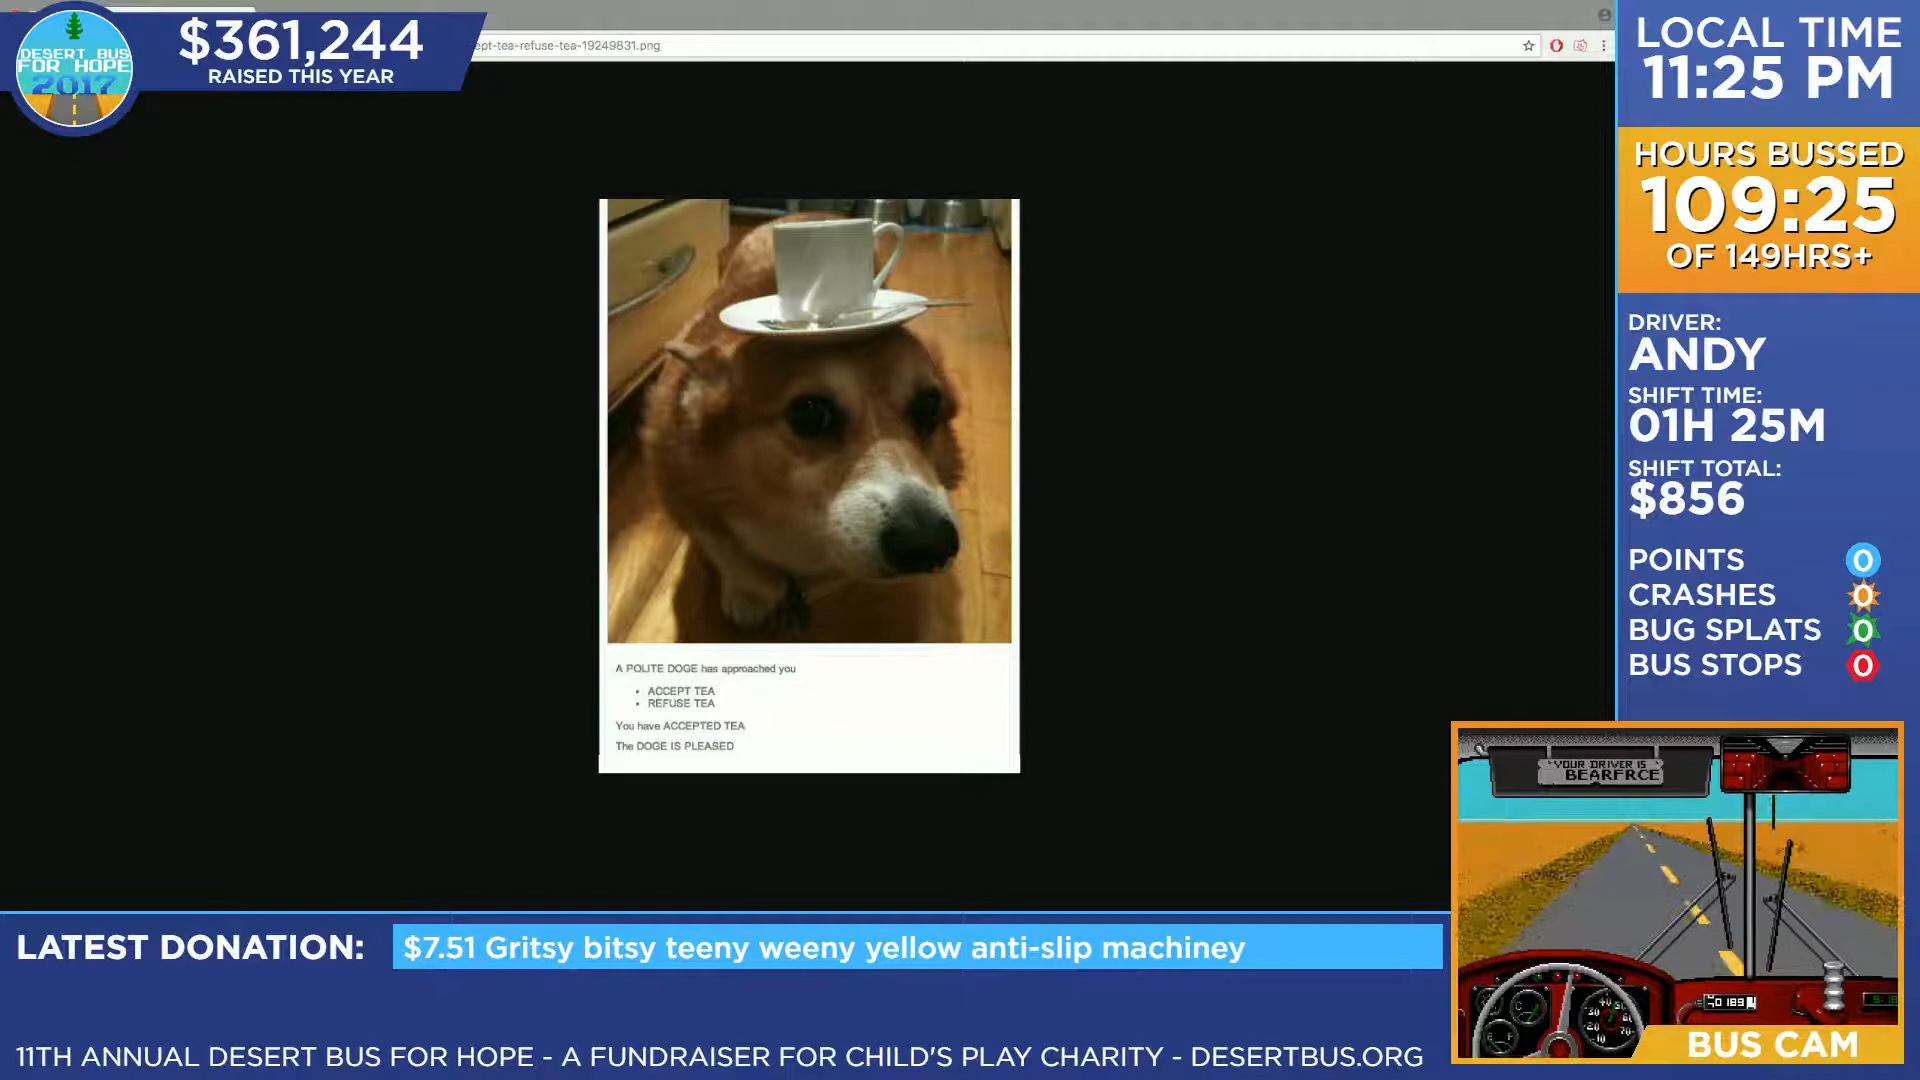 DESERT BUS
FOR HOPE
2017
$361,244
RAISED THIS YEAR
ept-tea-refuse-tea-19249831.png
LOCAL TIME
11:25 PM
HOURS BUSSED
109:25
OF 149HRS+
DRIVER:
ANDY
SHIFT TIME:
01H 25M
SHIFT TOTAL:
$856
POINTS 0
CRASHES 0
BUG SPLATS 0
BUS STOPS 0
A POLITE DOGE has approached you
• ACCEPT TEA
• REFUSE TEA
You have ACCEPTED TEA
The DOGE IS PLEASED
YOUR DRIVER IS
BEARFRCE
BUS CAM
LATEST DONATION: $7.51 Gritsy bitsy teeny weeny yellow anti-slip machiney
11TH ANNUAL DESERT BUS FOR HOPE - A FUNDRAISER FOR CHILD'S PLAY CHARITY - DESERTBUS.ORG